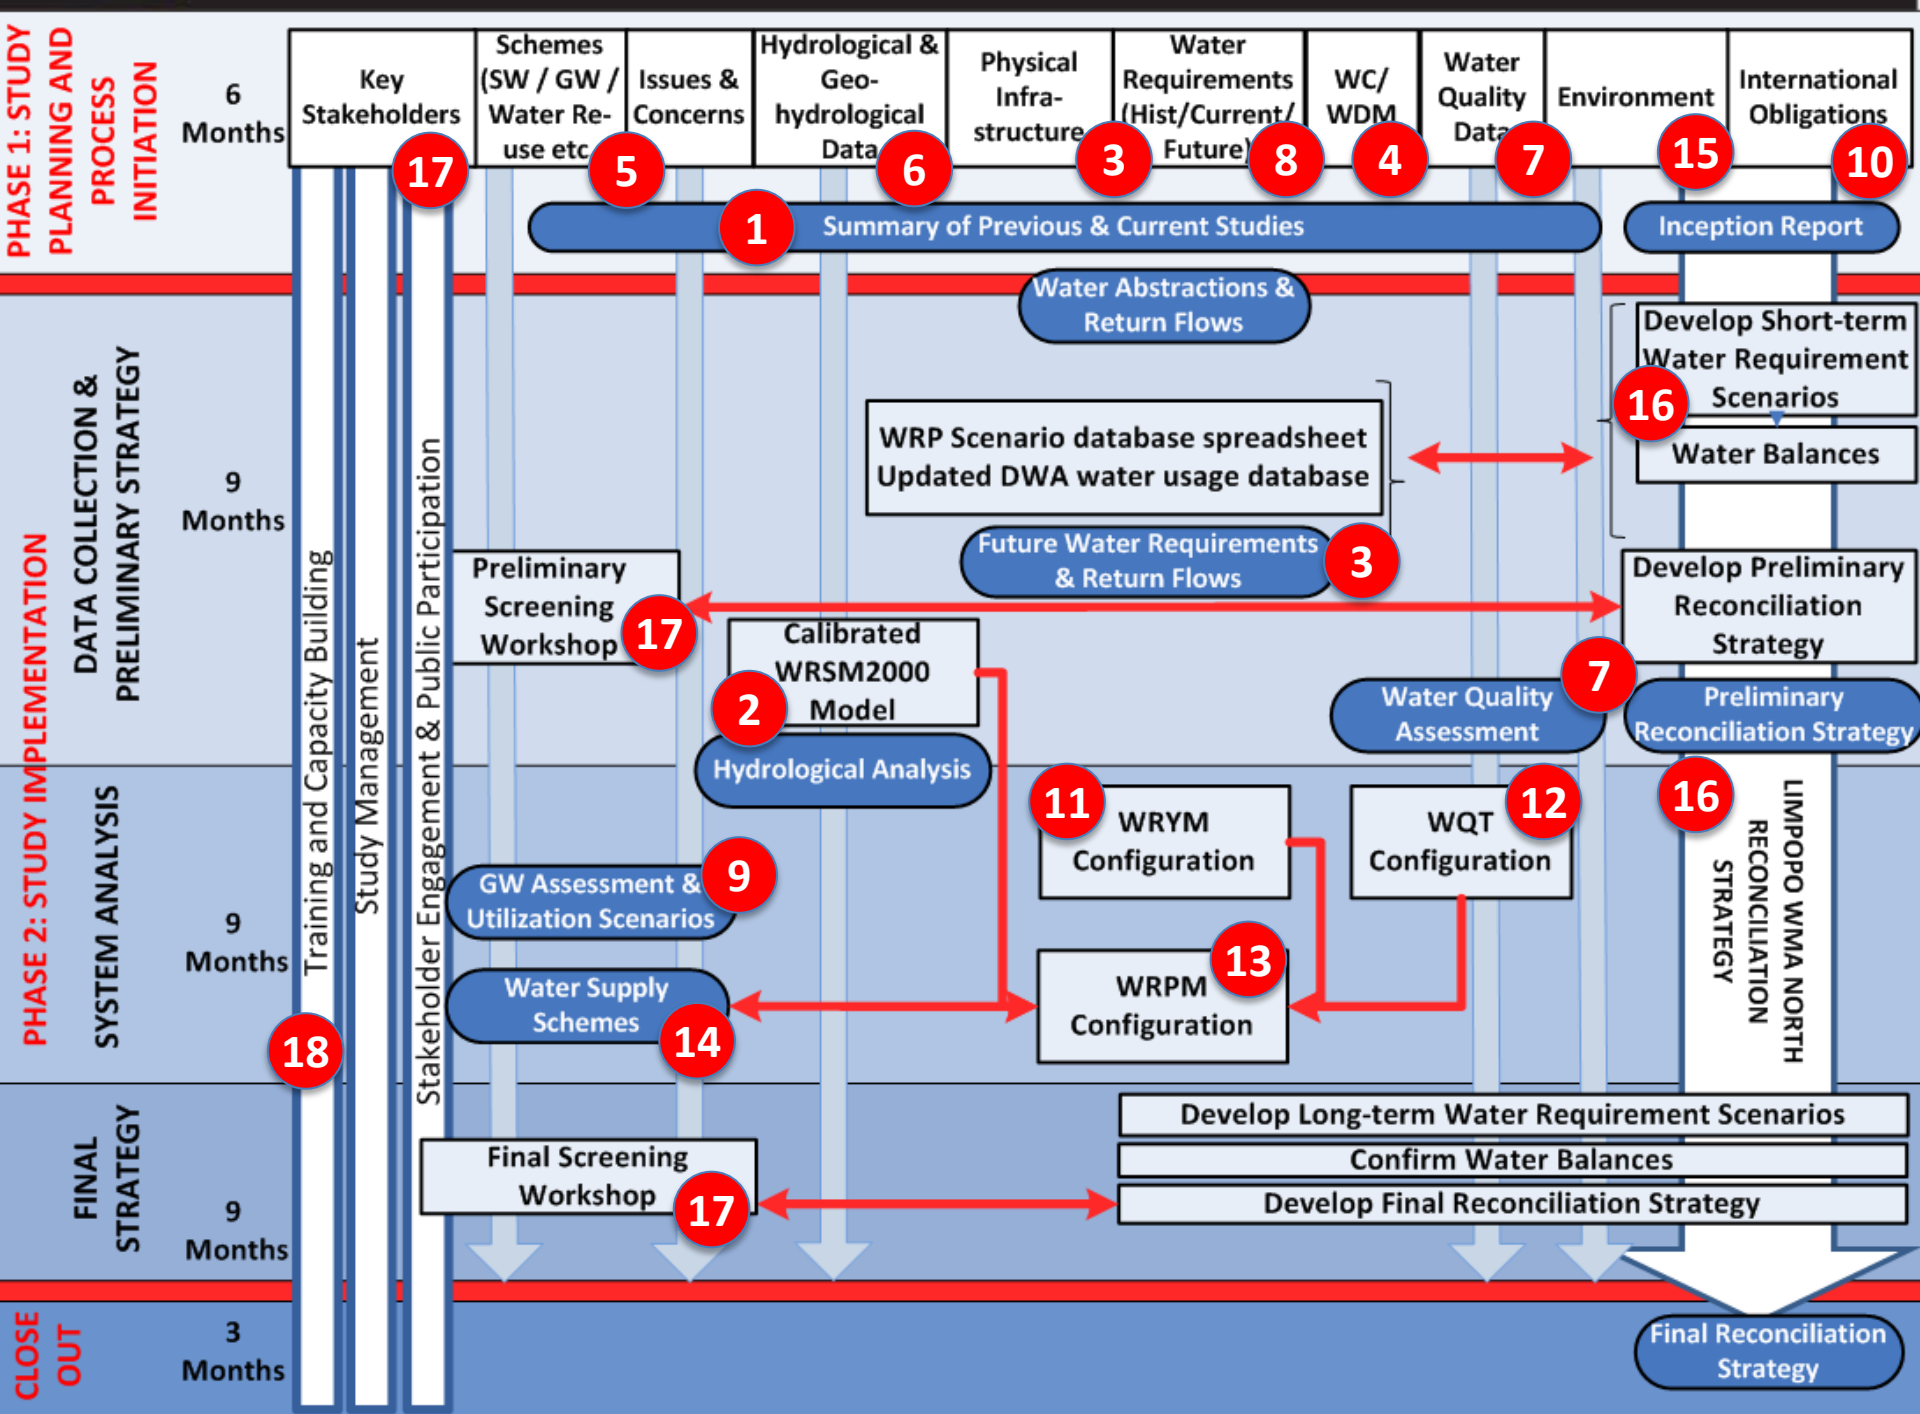 PHASE 1: STUDY
PLANNING AND
PROCESS
INITIATION
6
Months
Key
Stakeholders
17
Schemes
(SW / GW /
Water Re-
use etc
5
Issues &
Concerns
Hydrological &
Geo-
hydrological
Data
6
Physical
Infra-
structure
3
Water
Requirements
(Hist/Current/
Future)
8
WC/
WDM
4
Water
Quality
Data
7
Environment
15
International
Obligations
10
1
Summary of Previous & Current Studies
Inception Report
PHASE 2: STUDY IMPLEMENTATION
DATA COLLECTION &
PRELIMINARY STRATEGY
9
Months
Training and Capacity Building
Study Management
Stakeholder Engagement & Public Participation
Water Abstractions &
Return Flows
Develop Short-term
Water Requirement
Scenarios
16
Water Balances
WRP Scenario database spreadsheet
Updated DWA water usage database
Future Water Requirements
& Return Flows
3
Preliminary
Screening
Workshop
17
Develop Preliminary
Reconciliation
Strategy
Calibrated
WRSM2000
Model
2
Hydrological Analysis
Water Quality
Assessment
7
Preliminary
Reconciliation Strategy
16
SYSTEM ANALYSIS
9
Months
11
WRYM
Configuration
12
WQT
Configuration
LIMPOPO WMA NORTH
RECONCILIATION
STRATEGY
GW Assessment &
Utilization Scenarios
9
Water Supply
Schemes
14
13
WRPM
Configuration
18
FINAL
STRATEGY
9
Months
Develop Long-term Water Requirement Scenarios
Confirm Water Balances
Develop Final Reconciliation Strategy
Final Screening
Workshop
17
CLOSE
OUT
3
Months
Final Reconciliation
Strategy